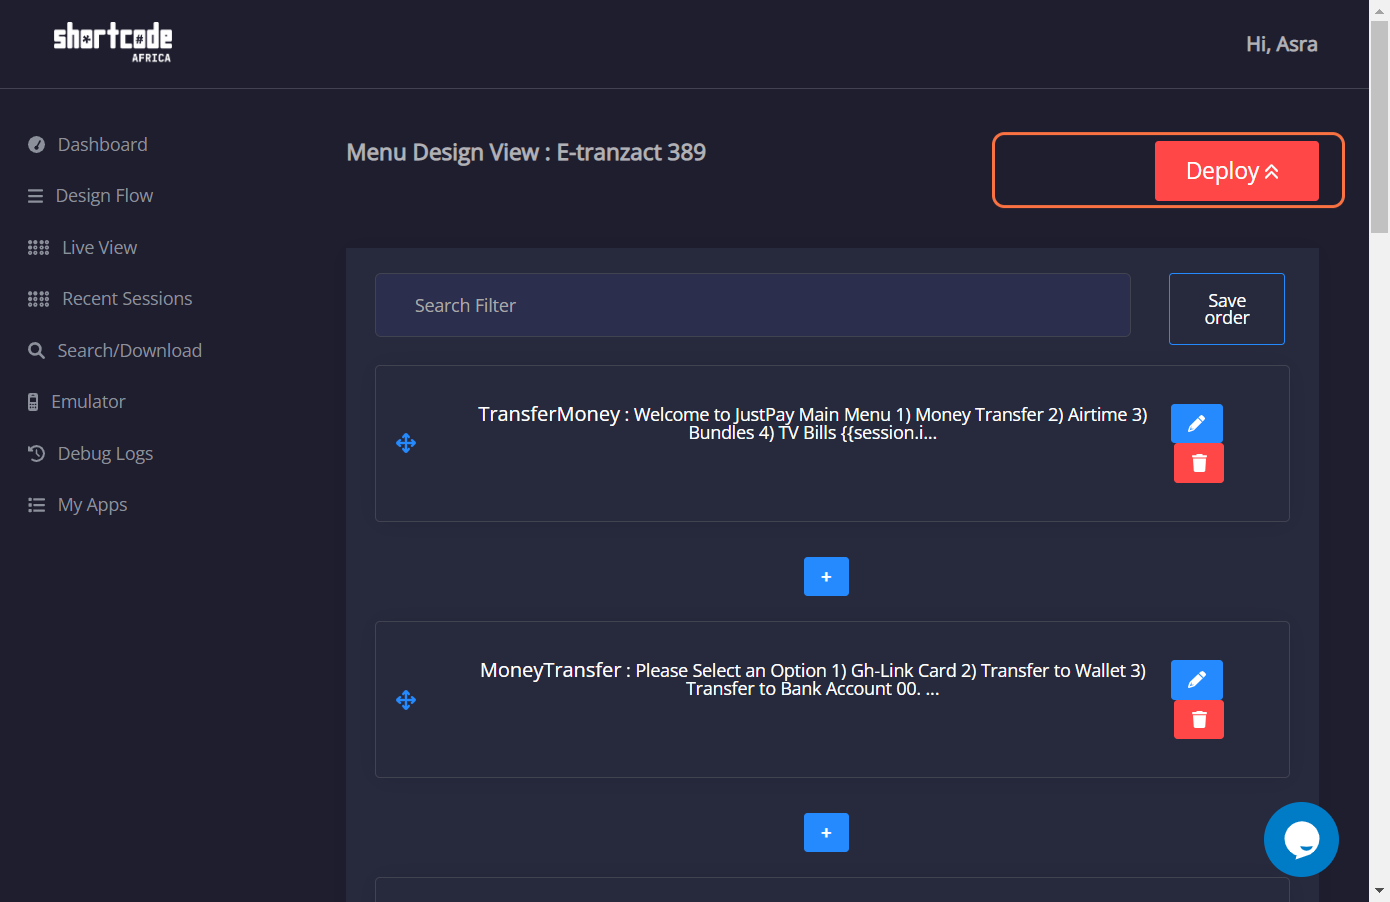 shortcode
AFRICA
Hi, Asra
Dashboard
Design Flow
Live View
Recent Sessions
Search/Download
Emulator
Debug Logs
My Apps
Menu Design View : E-tranzact 389
Deploy
Search Filter
Save
order
TransferMoney : Welcome to JustPay Main Menu 1) Money Transfer 2) Airtime 3)
Bundles 4) TV Bills {{session.i...
+
MoneyTransfer : Please Select an Option 1) Gh-Link Card 2) Transfer to Wallet 3)
Transfer to Bank Account 00. ...
+